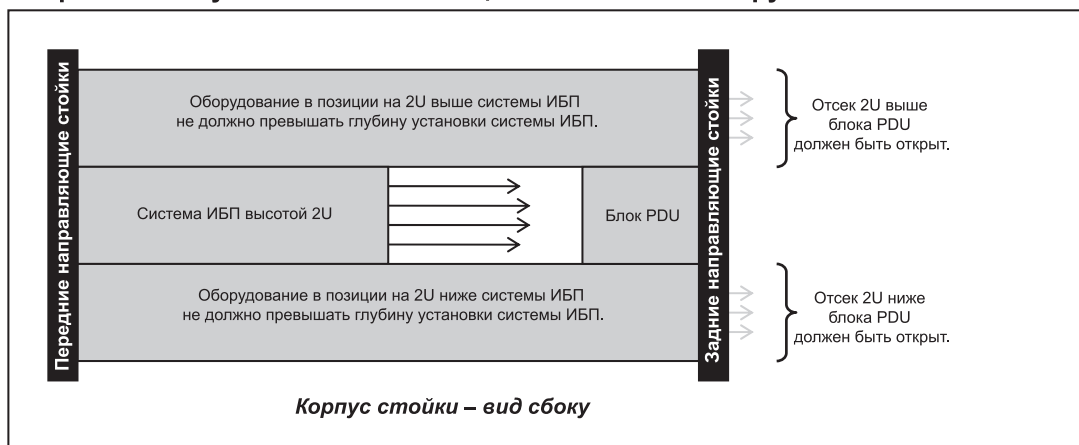 Передние направляющие стойки
Оборудование в позиции на 2U выше системы ИБП
не должно превышать глубину установки системы ИБП.
Система ИБП высотой 2U
Блок PDU
Оборудование в позиции на 2U ниже системы ИБП
не должно превышать глубину установки системы ИБП.
Задние направляющие стойки
Отсек 2U выше
блока PDU
должен быть открыт.
Отсек 2U ниже
блока PDU
должен быть открыт.
Корпус стойки – вид сбоку